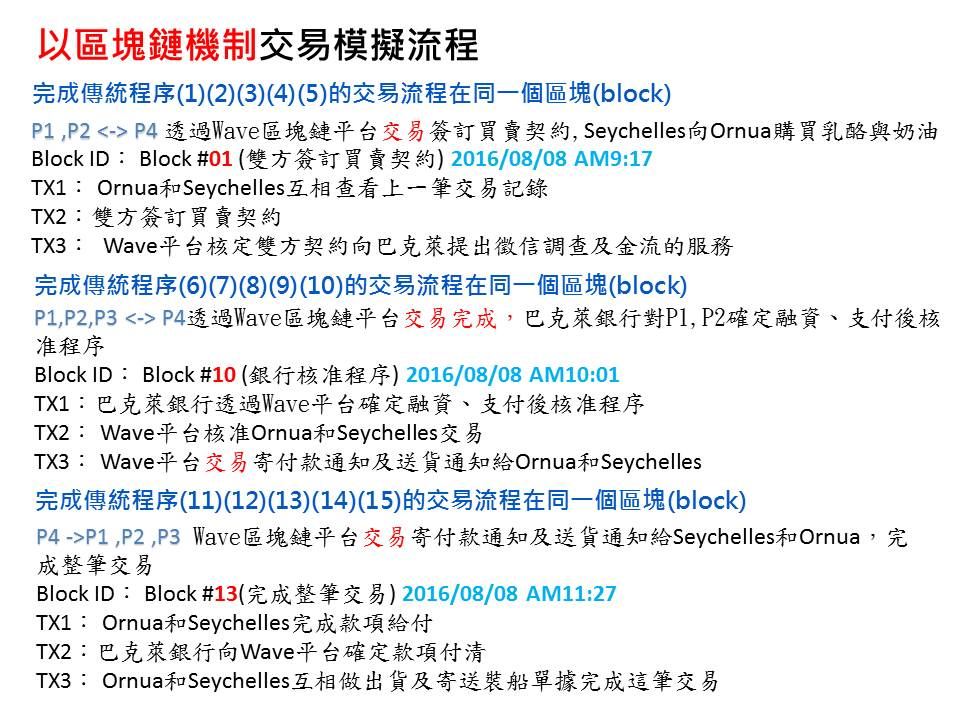 以區塊鏈機制交易模擬流程
完成傳統程序(1)(2)(3)(4)(5)的交易流程在同一個區塊(block)
P1 ,P2 <-> P4 透過Wave區塊鏈平台交易簽訂買賣契約, Seychelles向Ornua購買乳酪與奶油
Block ID： Block #01 (雙方簽訂買賣契約) 2016/08/08 AM9:17
TX1： Ornua和Seychelles互相查看上一筆交易記錄
TX2：雙方簽訂買賣契約
TX3： Wave平台核定雙方契約向巴克萊提出徵信調查及金流的服務
完成傳統程序(6)(7)(8)(9)(10)的交易流程在同一個區塊(block)
P1,P2,P3 <-> P4透過Wave區塊鏈平台交易完成，巴克萊銀行對P1,P2確定融資、支付後核
准程序
Block ID： Block #10 (銀行核准程序) 2016/08/08 AM10:01
TX1：巴克萊銀行透過Wave平台確定融資、支付後核准程序
TX2： Wave平台核准Ornua和Seychelles交易
TX3： Wave平台交易寄付款通知及送貨通知給Ornua和Seychelles
完成傳統程序(11)(12)(13)(14)(15)的交易流程在同一個區塊(block)
P4 ->P1 ,P2 ,P3 Wave區塊鏈平台交易寄付款通知及送貨通知給Seychelles和Ornua，完
成整筆交易
Block ID： Block #13(完成整筆交易) 2016/08/08 AM11:27
TX1： Ornua和Seychelles完成款項給付
TX2：巴克萊銀行向Wave平台確定款項付清
TX3： Ornua和Seychelles互相做出貨及寄送裝船單據完成這筆交易